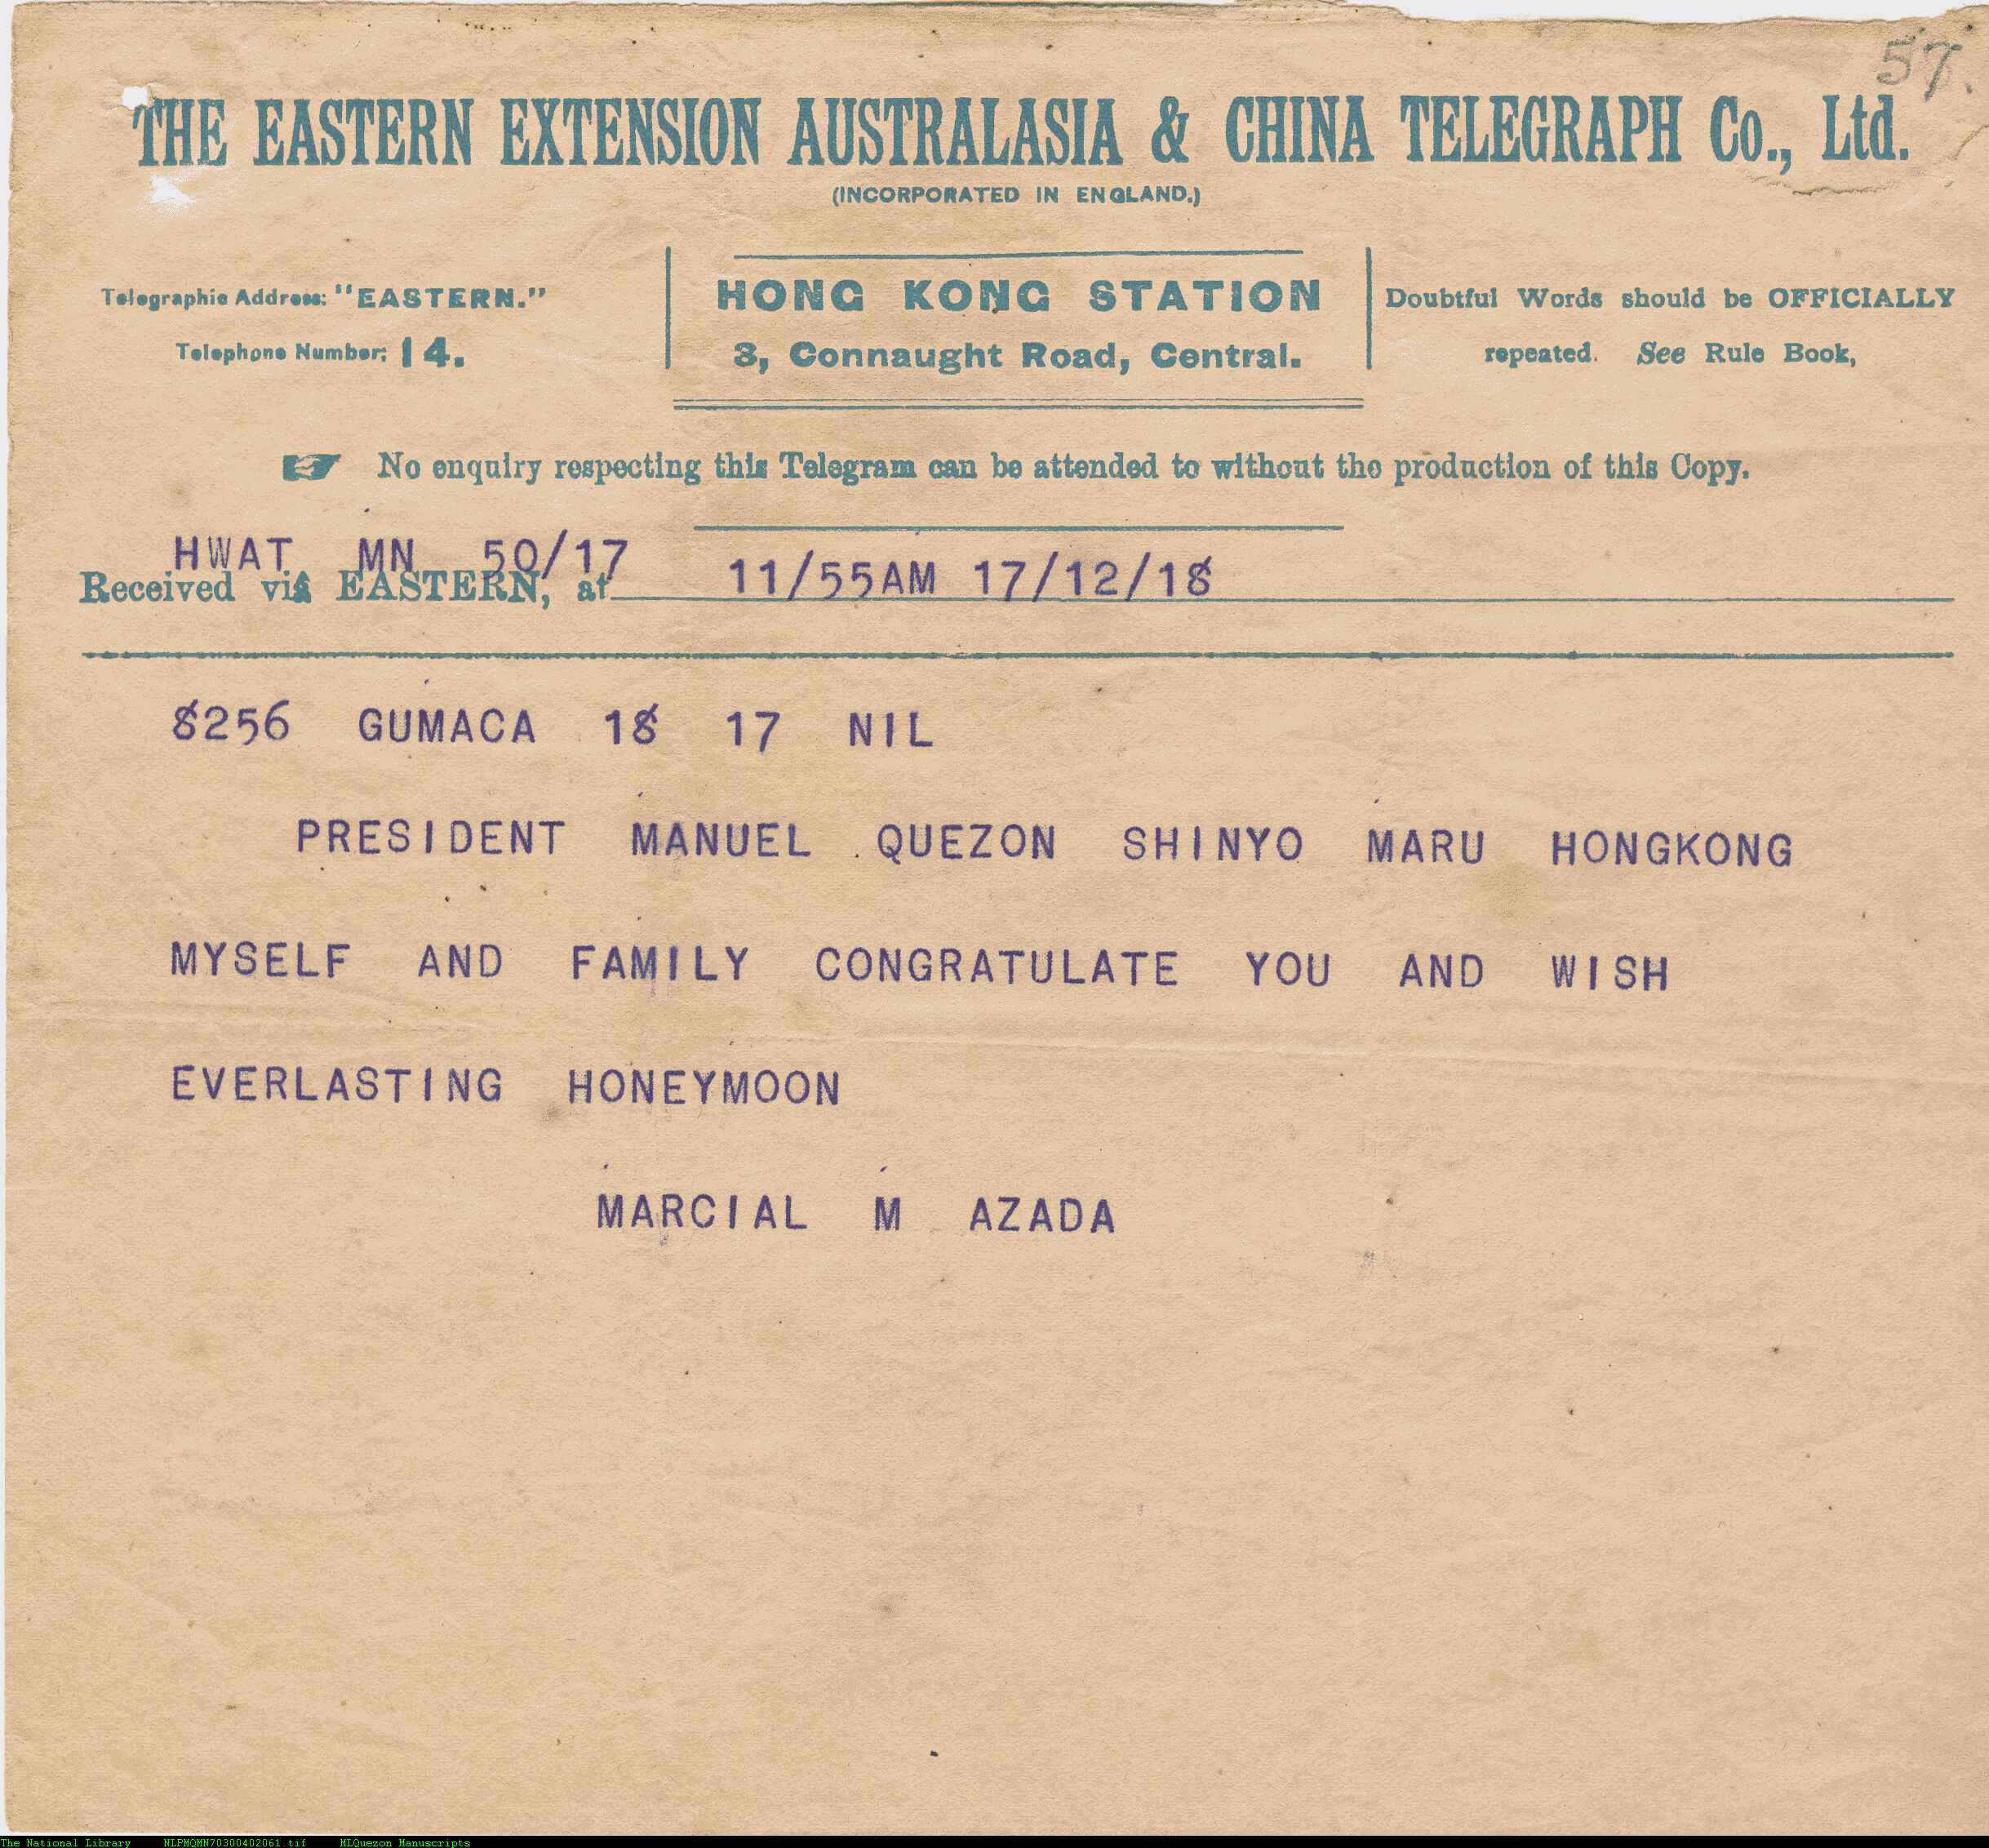 57.
THE EASTERN EXTENSION AUSTRALASIA & CHINA TELEGRAPH Co., Ltd.
(INCORPORATED IN ENGLAND.)
Telegraphic Address: "EASTERN."
Telephone Number: 14.
HONG KONG STATION
3, Connaught Road, Central.
Doubtful Words should be OFFICIALLY
repeated. See Rule Book,
No enquiry respecting this Telegram can be attended to without the production of this Copy.
HWAT MN 50/17
Received via EASTERN, at 11/55AM 17/12/18
8256 GUMACA 18 17 NIL
PRESIDENT MANUEL QUEZON SHINYO MARU HONGKONG
MYSELF AND FAMILY CONGRATULATE YOU AND WISH
EVERLASTING HONEYMOON
MARCIAL M AZADA
The National Library NLPMQMN70300402061.tif MLQuezon Manuscripts